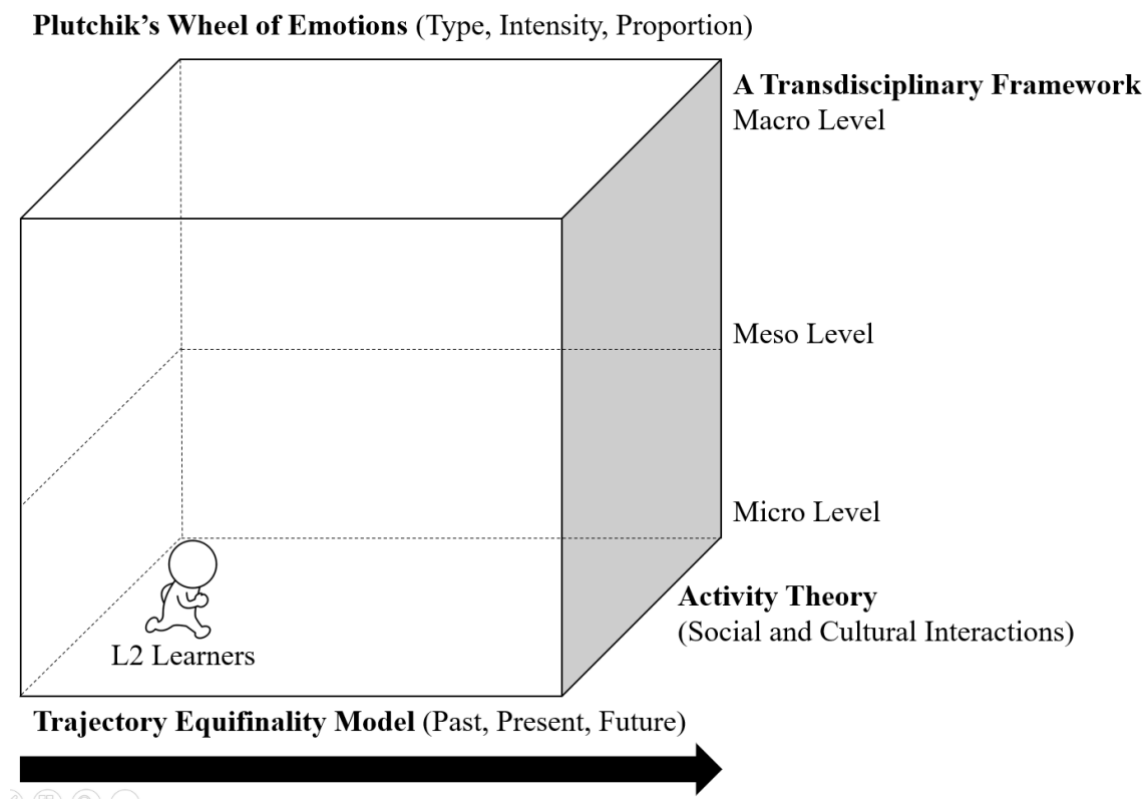 Plutchik’s Wheel of Emotions (Type, Intensity, Proportion)
A Transdisciplinary Framework
Macro Level
Meso Level
Micro Level
Activity Theory
(Social and Cultural Interactions)
L2 Learners
Trajectory Equifinality Model (Past, Present, Future)